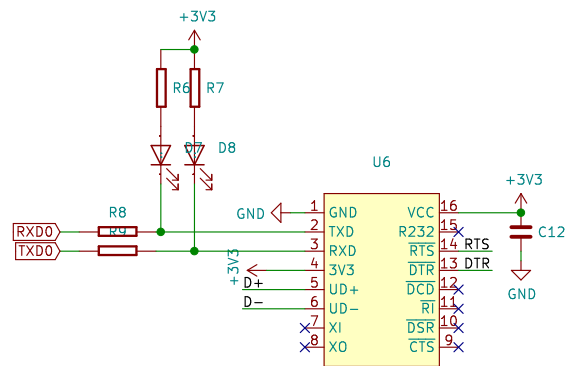 +3V3
R6 R7
D7 D8
U6
+3V3
R8
GND 1 GND VCC 16
RXD0 R9 2 TXD R232 15 C12
TXD0 3 RXD RTS 14 RTS
+3V3 4 3V3 DTR 13 DTR
D+ 5 UD+ DCD 12 GND
D- 6 UD- RI 11
7 XI DSR 10
8 XO CTS 9